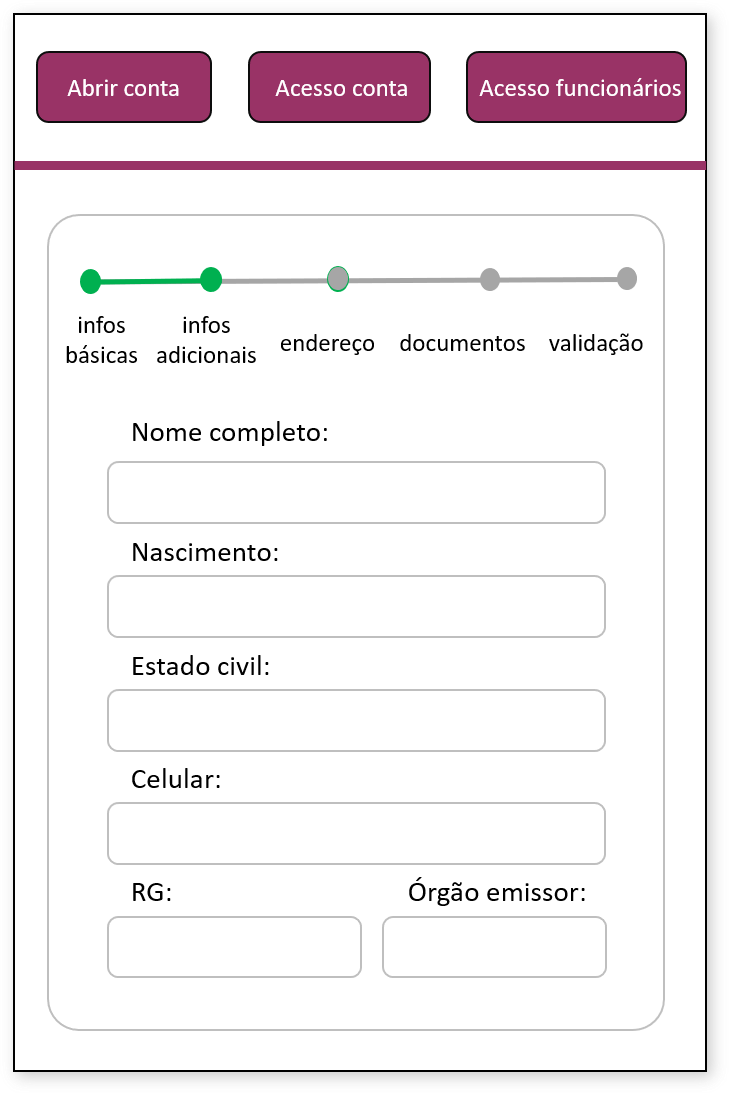 Abrir conta
Acesso conta
Acesso funcionários
infos
básicas
infos
adicionais
endereço
documentos
validação
Nome completo:
Nascimento:
Estado civil:
Celular:
RG:
Órgão emissor: